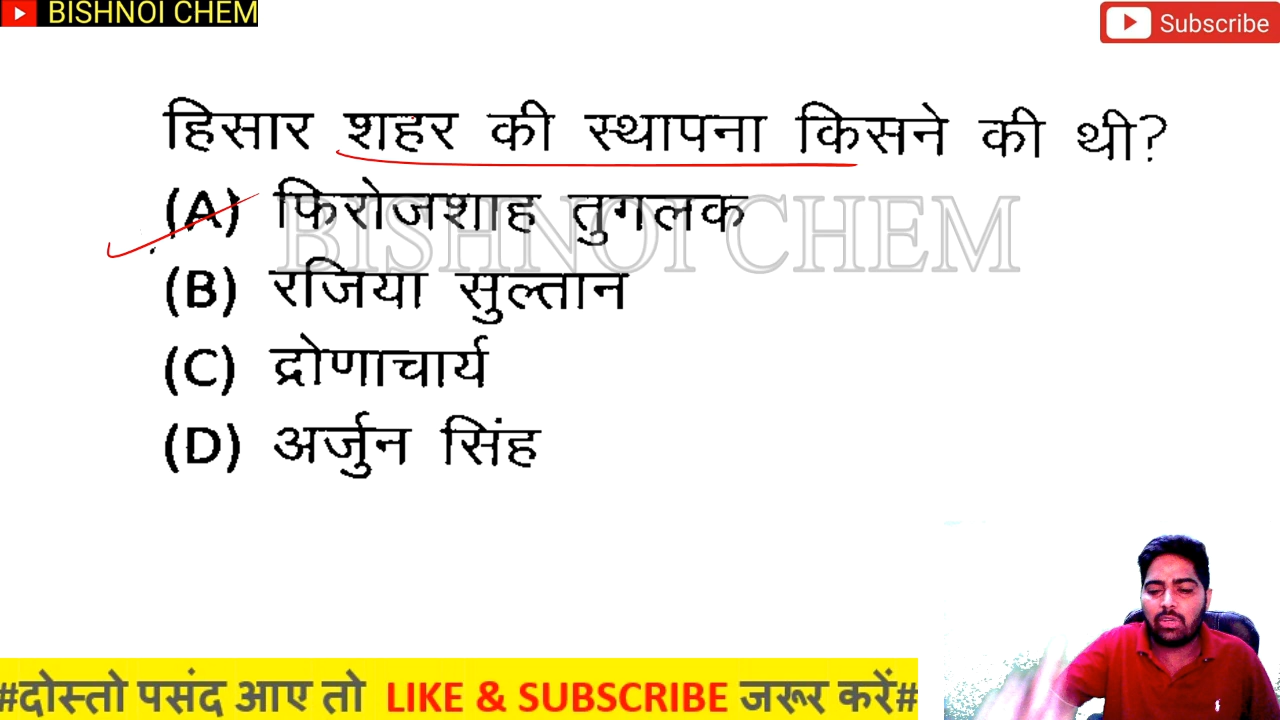 BISHNOI CHEM
Subscribe
हिसार शहर की स्थापना किसने की थी?
(A) फिरोजशाह तुगलक
BISHNOI CHEM
(B) रजिया सुल्तान
(C) द्रोणाचार्य
(D) अर्जुन सिंह
#दोस्तो पसंद आए तो LIKE & SUBSCRIBE जरूर करें#